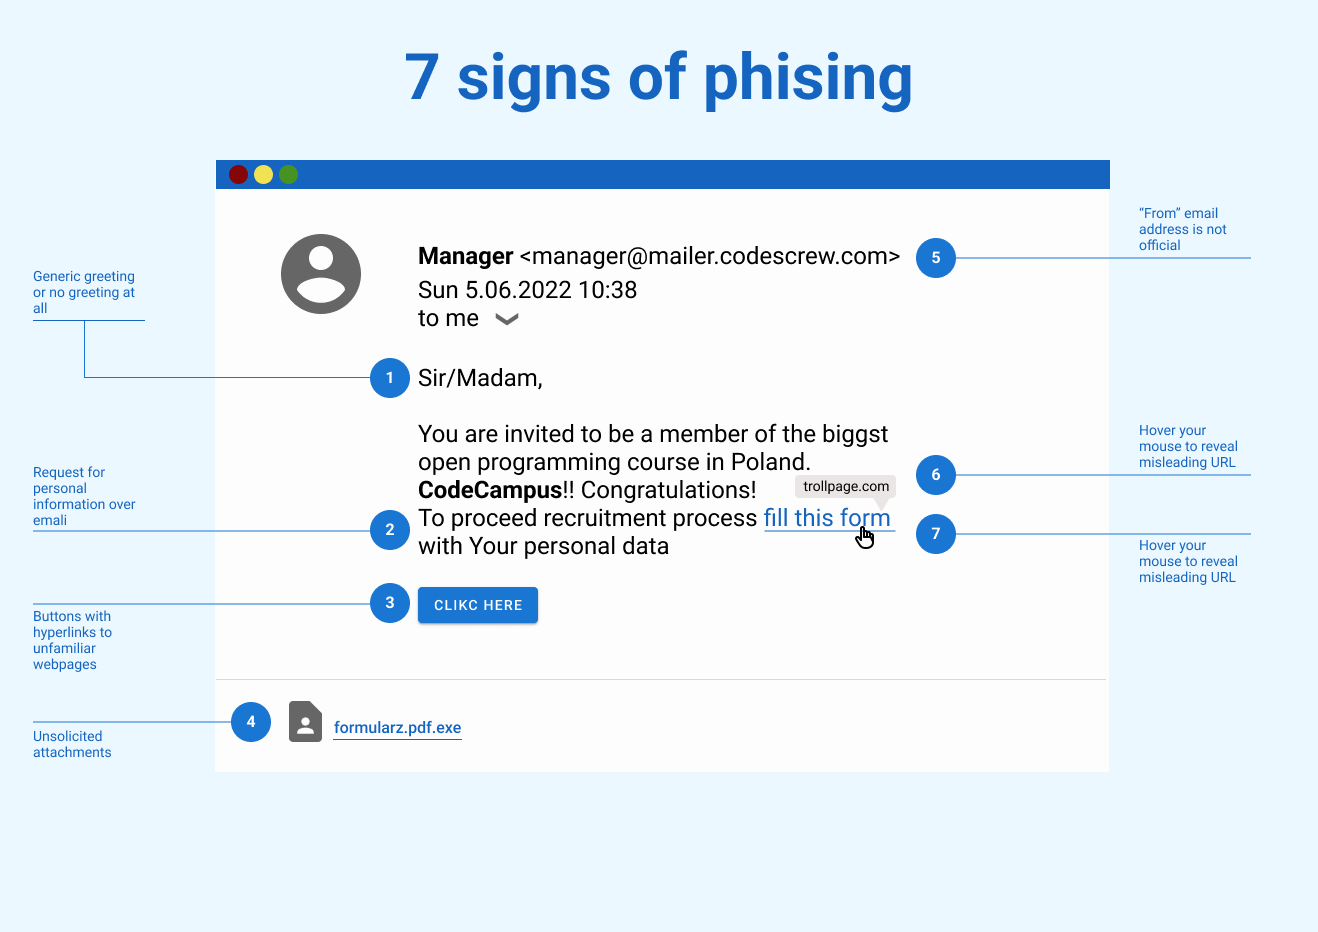 7 signs of phising
Generic greeting
or no greeting at
all
Request for
personal
information over
emali
Buttons with
hyperlinks to
unfamiliar
webpages
Unsolicited
attachments
Manager <manager@mailer.codescrew.com>
Sun 5.06.2022 10:38
to me
1
Sir/Madam,
You are invited to be a member of the biggst
open programming course in Poland.
CodeCampus!! Congratulations!
trollpage.com
2
To proceed recruitment process fill this form
with Your personal data
3
CLIKC HERE
4
formularz.pdf.exe
5
“From” email
address is not
official
6
Hover your
mouse to reveal
misleading URL
7
Hover your
mouse to reveal
misleading URL